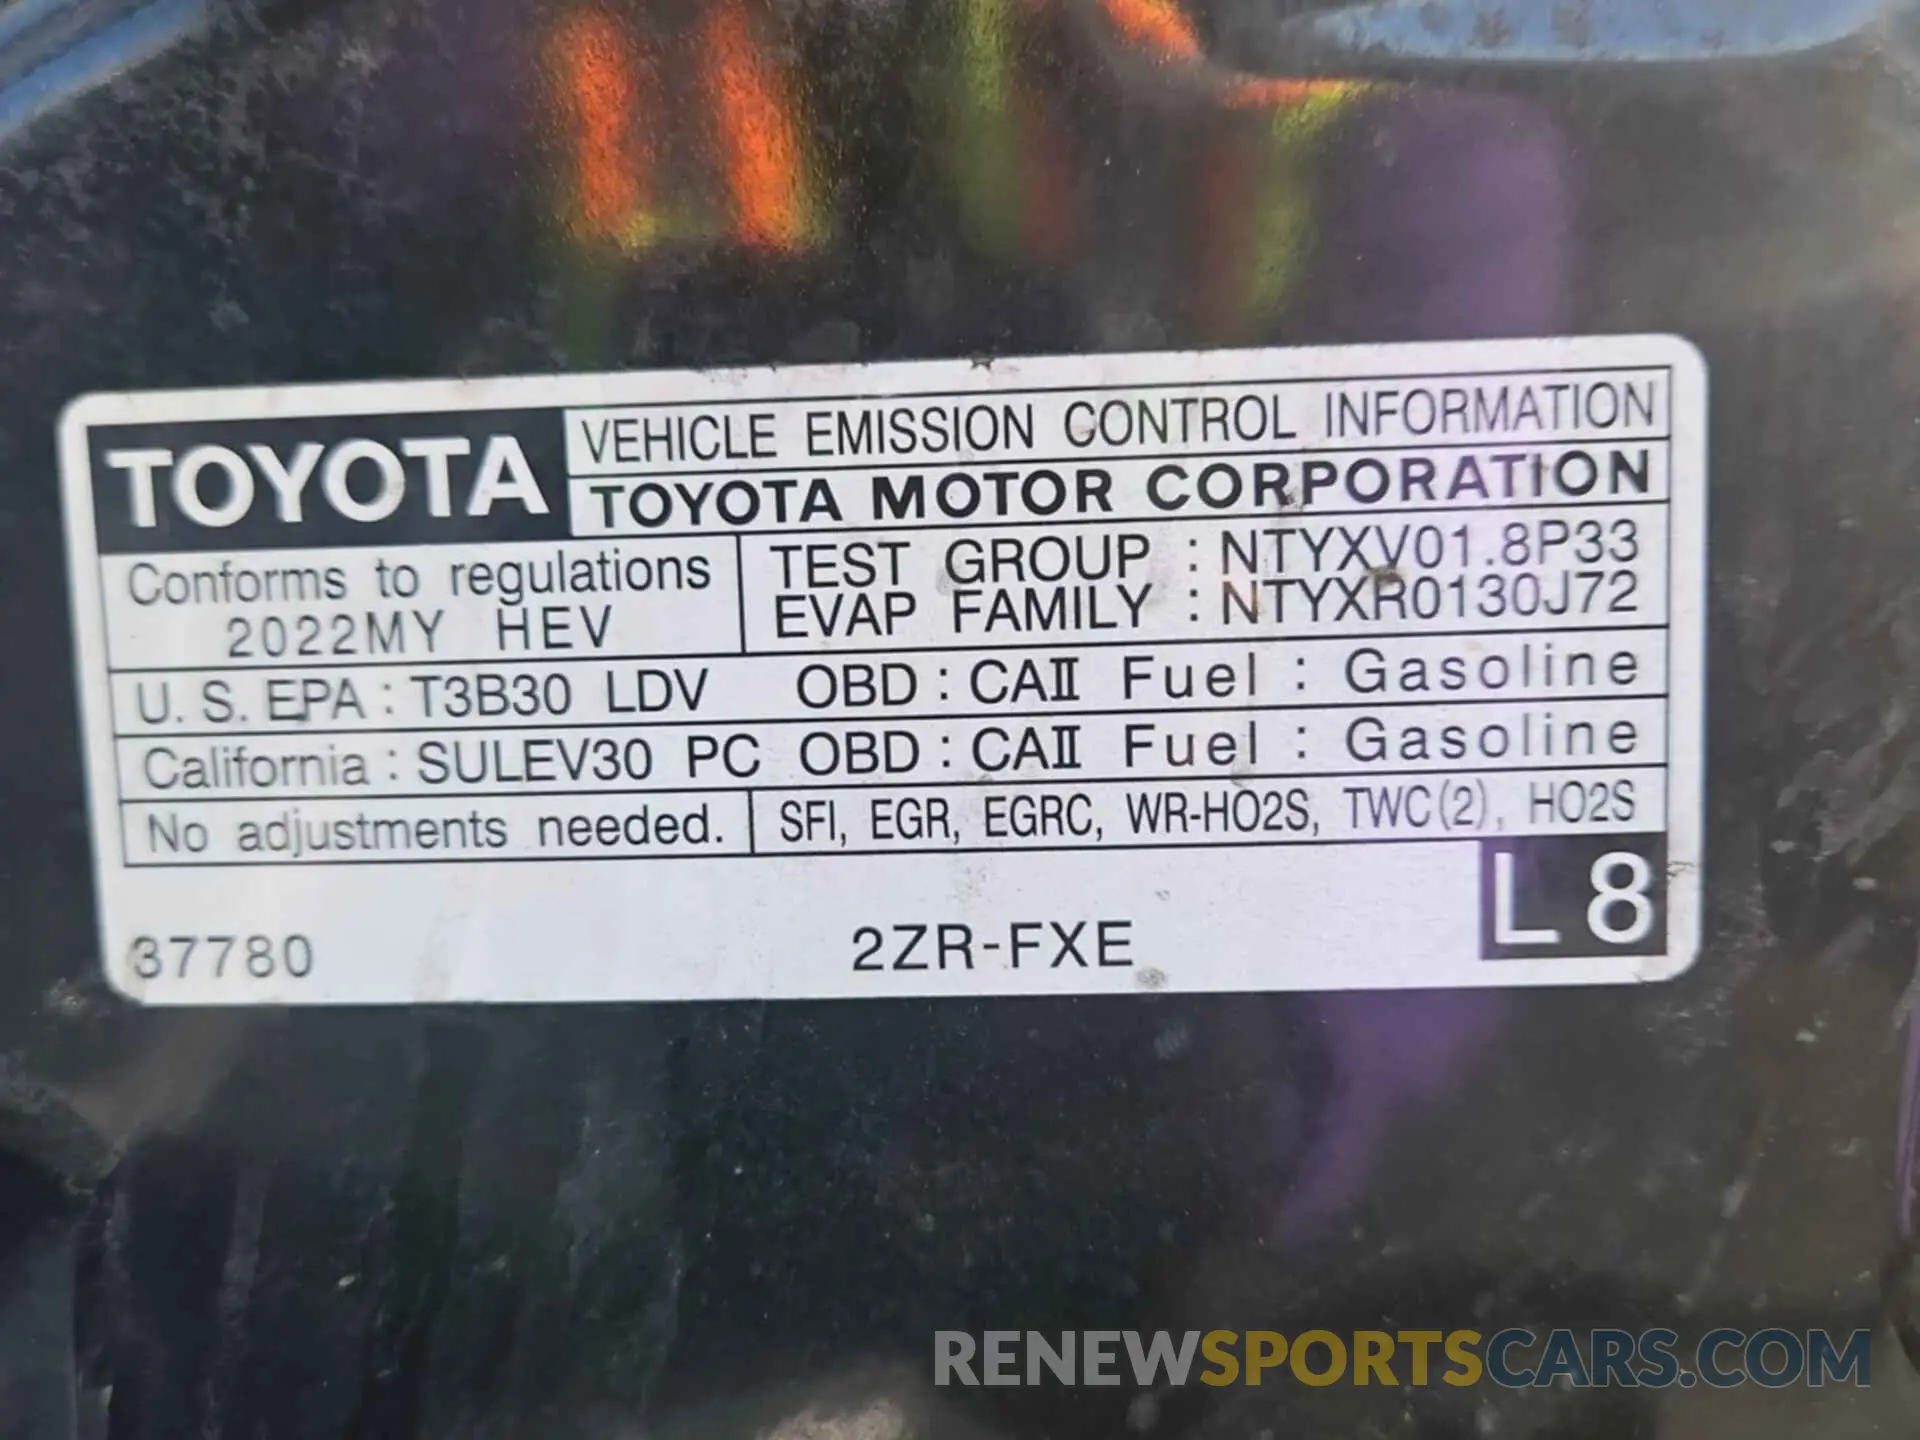 TOYOTA
VEHICLE EMISSION CONTROL INFORMATION
TOYOTA MOTOR CORPORATION
Conforms to regulations
2022MY HEV
TEST GROUP : NTYXV01.8P33
EVAP FAMILY : NTYXR0130J72
U.S. EPA : T3B30 LDV OBD : CAⅡ Fuel : Gasoline
California : SULEV30 PC OBD : CAⅡ Fuel : Gasoline
No adjustments needed.
SFI, EGR, EGRC, WR-HO2S, TWC(2), HO2S
37780
2ZR-FXE
L8
RENEWSPORTSCARS.COM